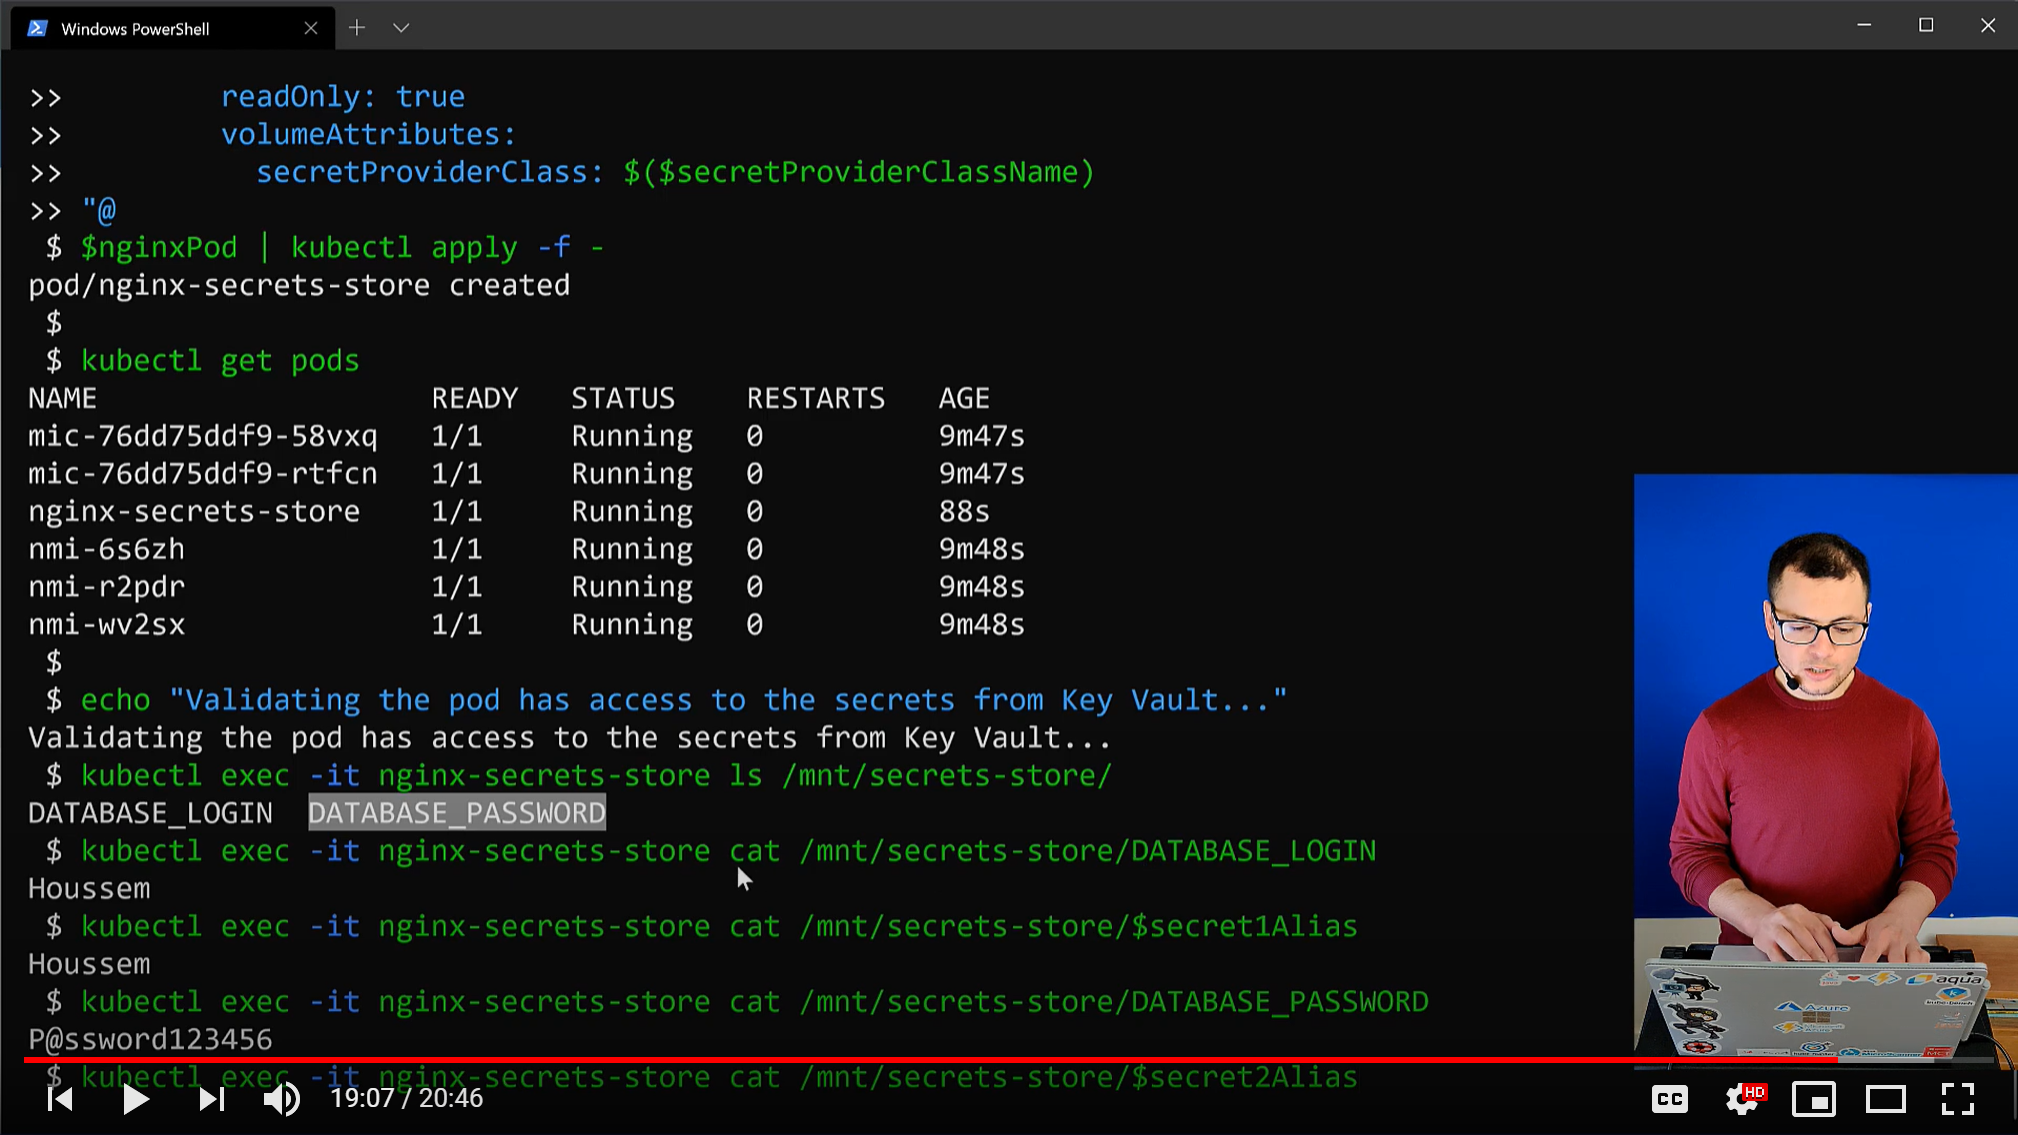 Windows PowerShell
>> readOnly: true
>> volumeAttributes:
>> secretProviderClass: $($secretProviderClassName)
>> "@
$ $nginxPod | kubectl apply -f -
pod/nginx-secrets-store created
$
$ kubectl get pods
NAME READY STATUS RESTARTS AGE
mic-76dd75ddf9-58vxq 1/1 Running 0 9m47s
mic-76dd75ddf9-rtfcn 1/1 Running 0 9m47s
nginx-secrets-store 1/1 Running 0 88s
nmi-6s6zh 1/1 Running 0 9m48s
nmi-r2pdr 1/1 Running 0 9m48s
nmi-wv2sx 1/1 Running 0 9m48s
$
$ echo "Validating the pod has access to the secrets from Key Vault..."
Validating the pod has access to the secrets from Key Vault...
$ kubectl exec -it nginx-secrets-store ls /mnt/secrets-store/
DATABASE_LOGIN DATABASE_PASSWORD
$ kubectl exec -it nginx-secrets-store cat /mnt/secrets-store/DATABASE_LOGIN
Houssem
$ kubectl exec -it nginx-secrets-store cat /mnt/secrets-store/$secret1Alias
Houssem
$ kubectl exec -it nginx-secrets-store cat /mnt/secrets-store/DATABASE_PASSWORD
P@ssword123456
$ kubectl exec -it nginx-secrets-store cat /mnt/secrets-store/$secret2Alias
aqua
Azure
19:07 / 20:46
CC
HD